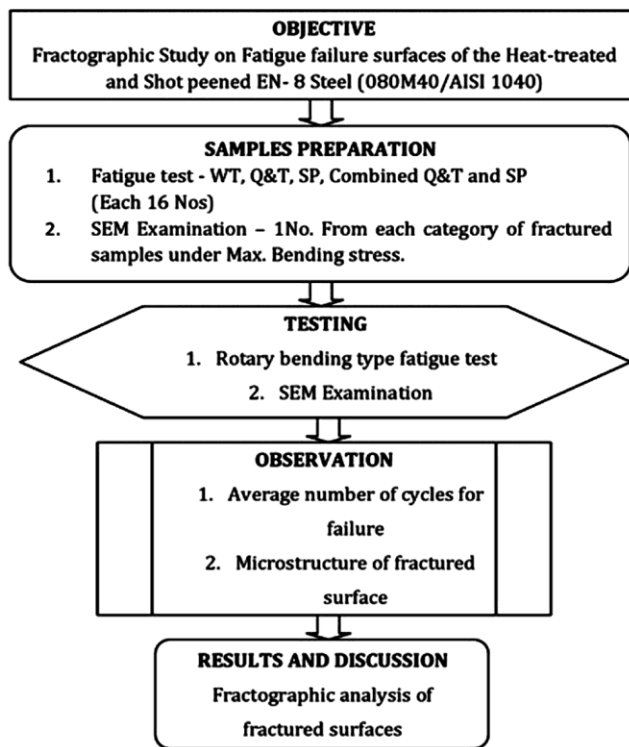 OBJECTIVE
Fractographic Study on Fatigue failure surfaces of the Heat-treated
and Shot peened EN- 8 Steel (080M40/AISI 1040)
SAMPLES PREPARATION
1. Fatigue test - WT, Q&T, SP, Combined Q&T and SP
(Each 16 Nos)
2. SEM Examination – 1No. From each category of fractured
samples under Max. Bending stress.
TESTING
1. Rotary bending type fatigue test
2. SEM Examination
OBSERVATION
1. Average number of cycles for
failure
2. Microstructure of fractured
surface
RESULTS AND DISCUSSION
Fractographic analysis of
fractured surfaces